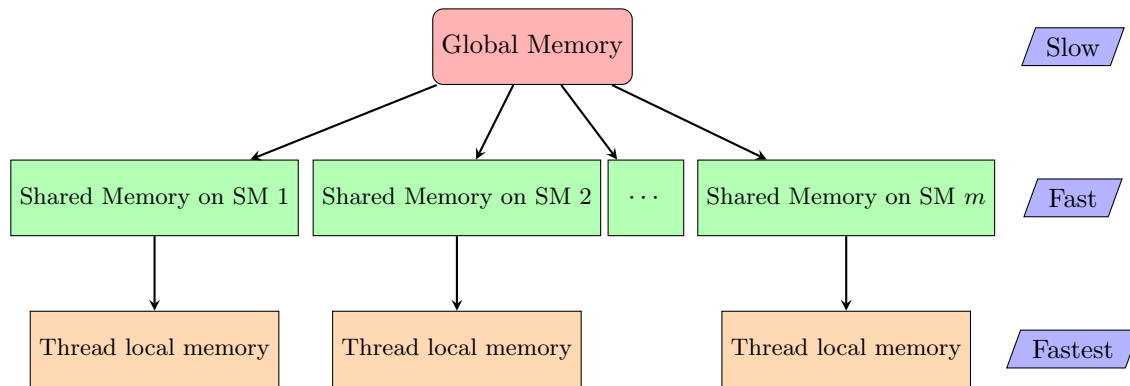 Global Memory
Slow
Shared Memory on SM 1
Shared Memory on SM 2
···
Shared Memory on SM m
Fast
Thread local memory
Thread local memory
Thread local memory
Fastest